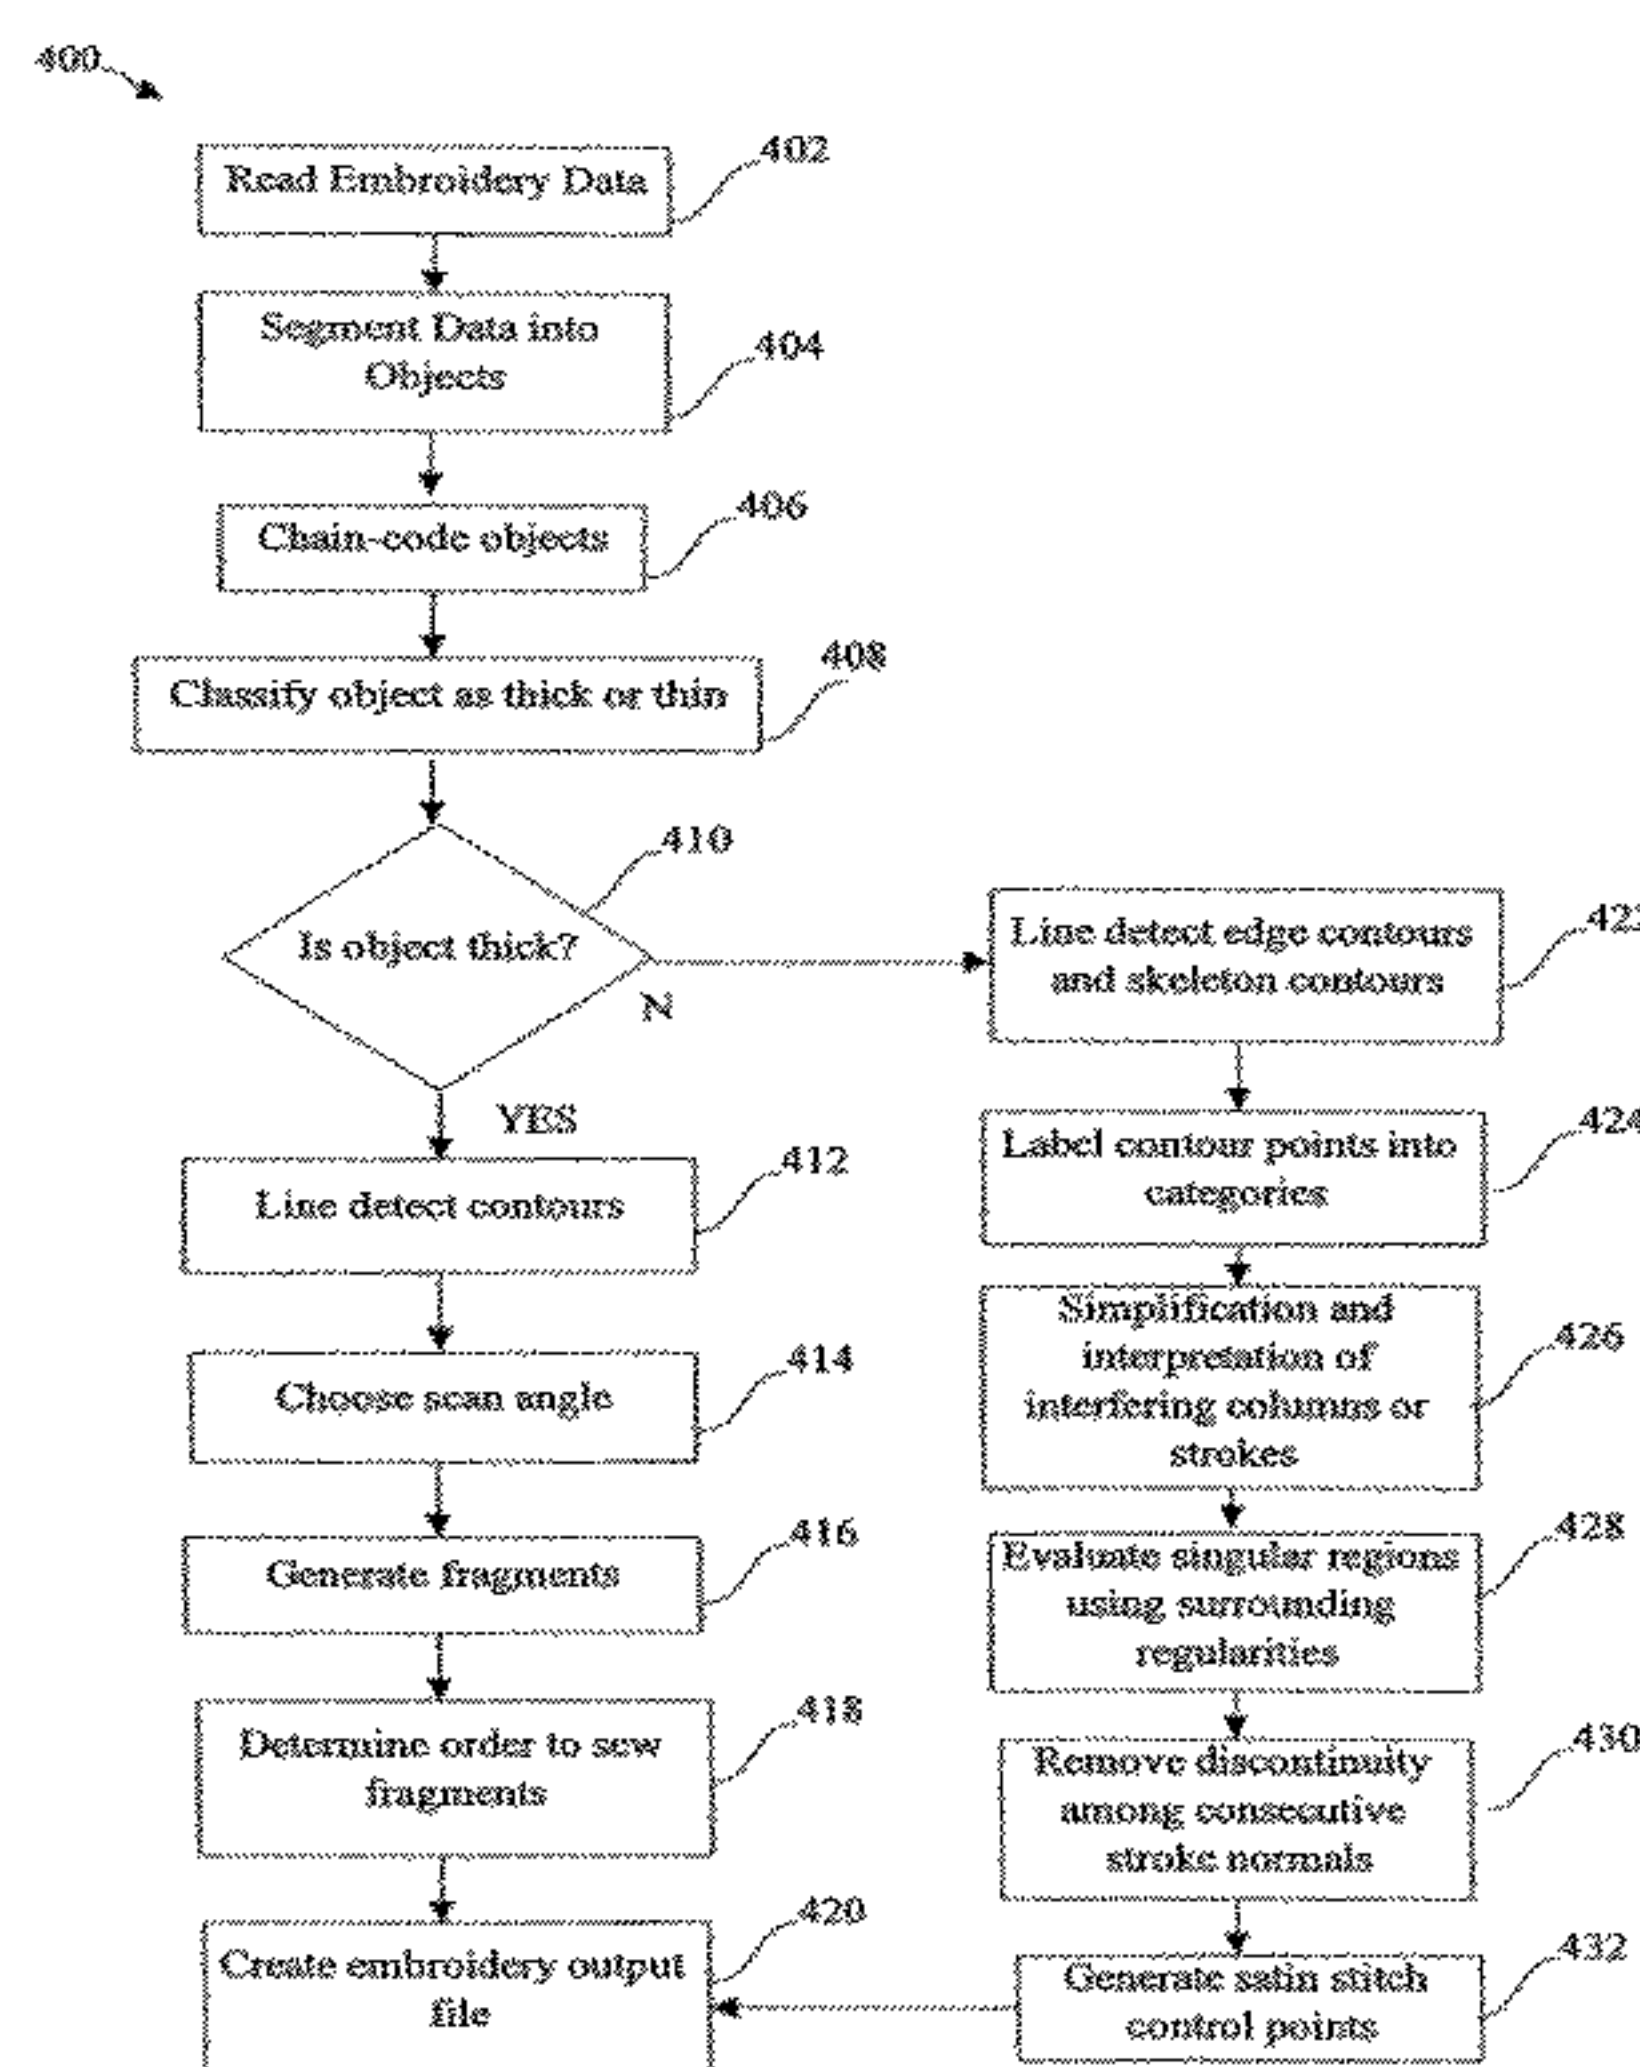 400
Read Embroidery Data
402
Segment Data into
Objects
404
Chain-code objects
406
Classify object as thick or thin
408
Is object thick?
410
N
YES
Line detect contours
412
Choose scan angle
414
Generate fragments
416
Determine order to sew
fragments
418
Create embroidery output
file
420
Line detect edge contours
and skeleton contours
Label contour points into
categories
424
Simplification and
interpretation of
interfering columns or
strokes
426
Evaluate singular regions
using surrounding
regularities
428
Remove discontinuity
among consecutive
stroke normals
430
Generate satin stitch
control points
432